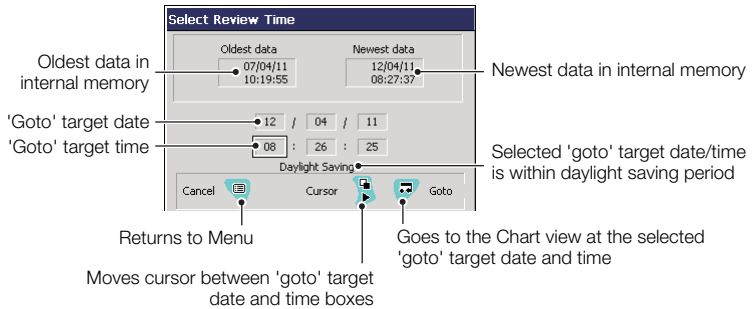 Select Review Time
Oldest data
07/04/11
10:19:55
Newest data
12/04/11
08:27:37
Oldest data in
internal memory
Newest data in internal memory
'Goto' target date
12 / 04 / 11
'Goto' target time
08 : 26 : 25
Daylight Saving
Selected 'goto' target date/time
is within daylight saving period
Cancel
Cursor
Goto
Returns to Menu
Goes to the Chart view at the selected
'goto' target date and time
Moves cursor between 'goto' target
date and time boxes